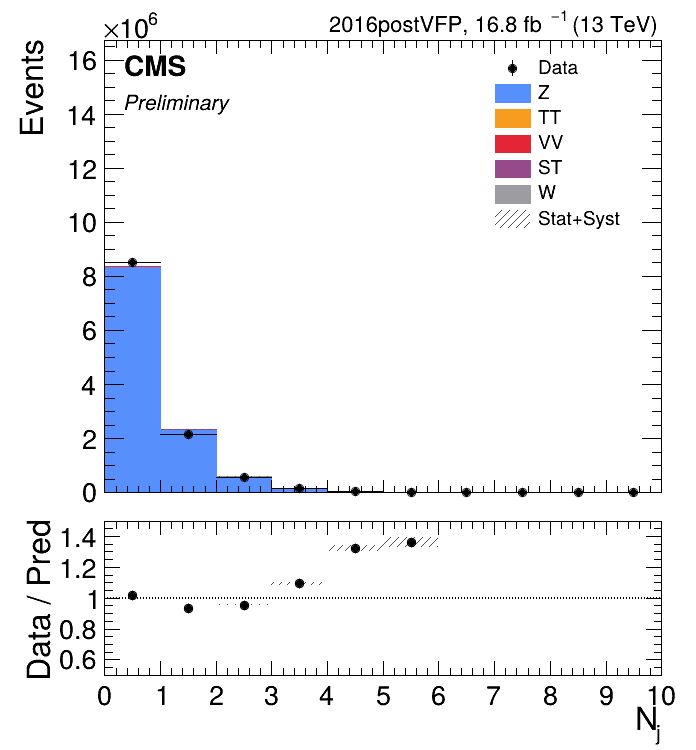 ×10⁶
2016postVFP, 16.8 fb ⁻¹ (13 TeV)
Events
CMS
Preliminary
Data
Z
TT
VV
ST
W
Stat+Syst
16
14
12
10
8
6
4
2
0
Data / Pred
1.4
1.2
1
0.8
0.6
0 1 2 3 4 5 6 7 8 9 10
Nⱼ